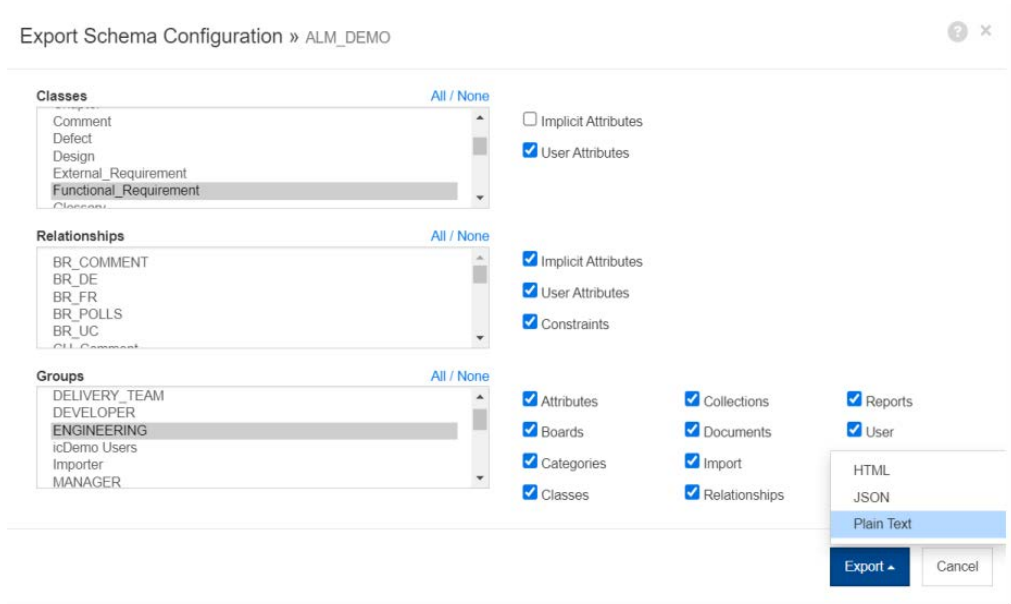 Export Schema Configuration » ALM_DEMO
Classes
All / None
Comment
Defect
Design
External_Requirement
Functional_Requirement
Implicit Attributes
User Attributes
Relationships
All / None
BR_COMMENT
BR_DE
BR_FR
BR_POLLS
BR_UC
Implicit Attributes
User Attributes
Constraints
Groups
All / None
DELIVERY_TEAM
DEVELOPER
ENGINEERING
icDemo Users
Importer
MANAGER
Attributes
Collections
Reports
Boards
Documents
User
Categories
Import
Classes
Relationships
HTML
JSON
Plain Text
Export
Cancel